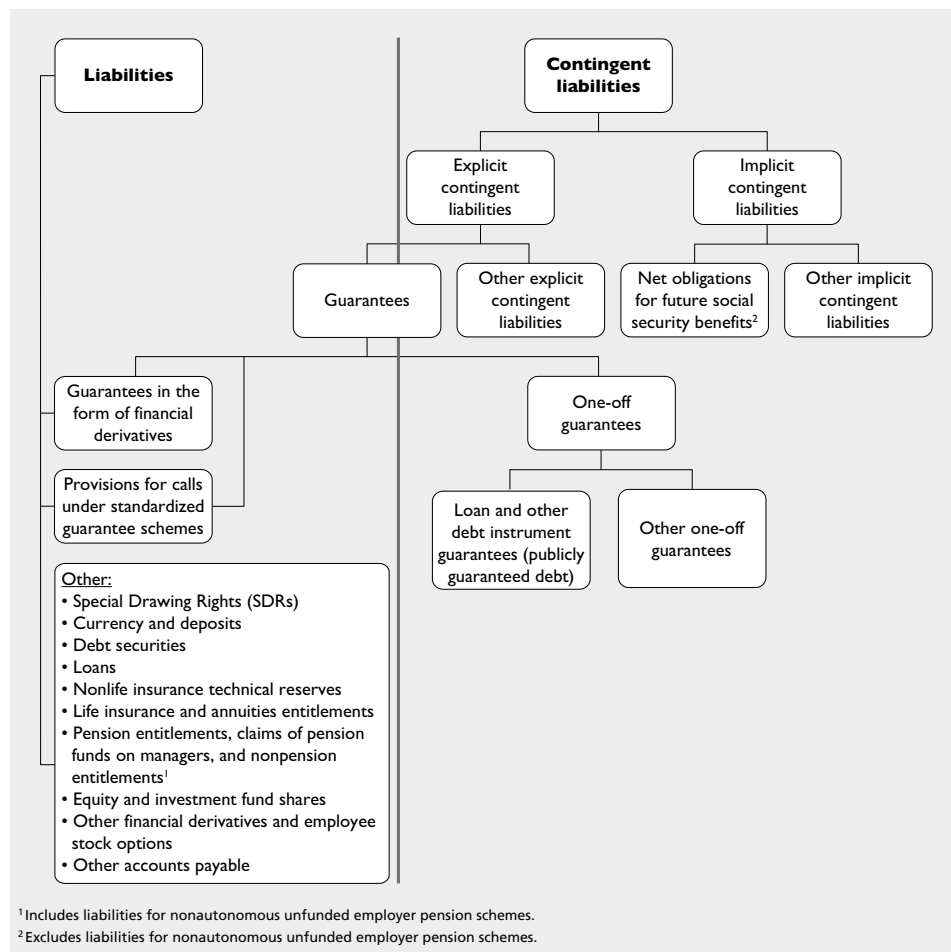 Liabilities
Contingent
liabilities
Explicit
contingent
liabilities
Implicit
contingent
liabilities
Guarantees
Other explicit
contingent
liabilities
Net obligations
for future social
security benefits²
Other implicit
contingent
liabilities
Guarantees in the
form of financial
derivatives
One-off
guarantees
Provisions for calls
under standardized
guarantee schemes
Loan and other
debt instrument
guarantees (publicly
guaranteed debt)
Other one-off
guarantees
Other:
• Special Drawing Rights (SDRs)
• Currency and deposits
• Debt securities
• Loans
• Nonlife insurance technical reserves
• Life insurance and annuities entitlements
• Pension entitlements, claims of pension
funds on managers, and nonpension
entitlements¹
• Equity and investment fund shares
• Other financial derivatives and employee
stock options
• Other accounts payable
¹ Includes liabilities for nonautonomous unfunded employer pension schemes.
² Excludes liabilities for nonautonomous unfunded employer pension schemes.